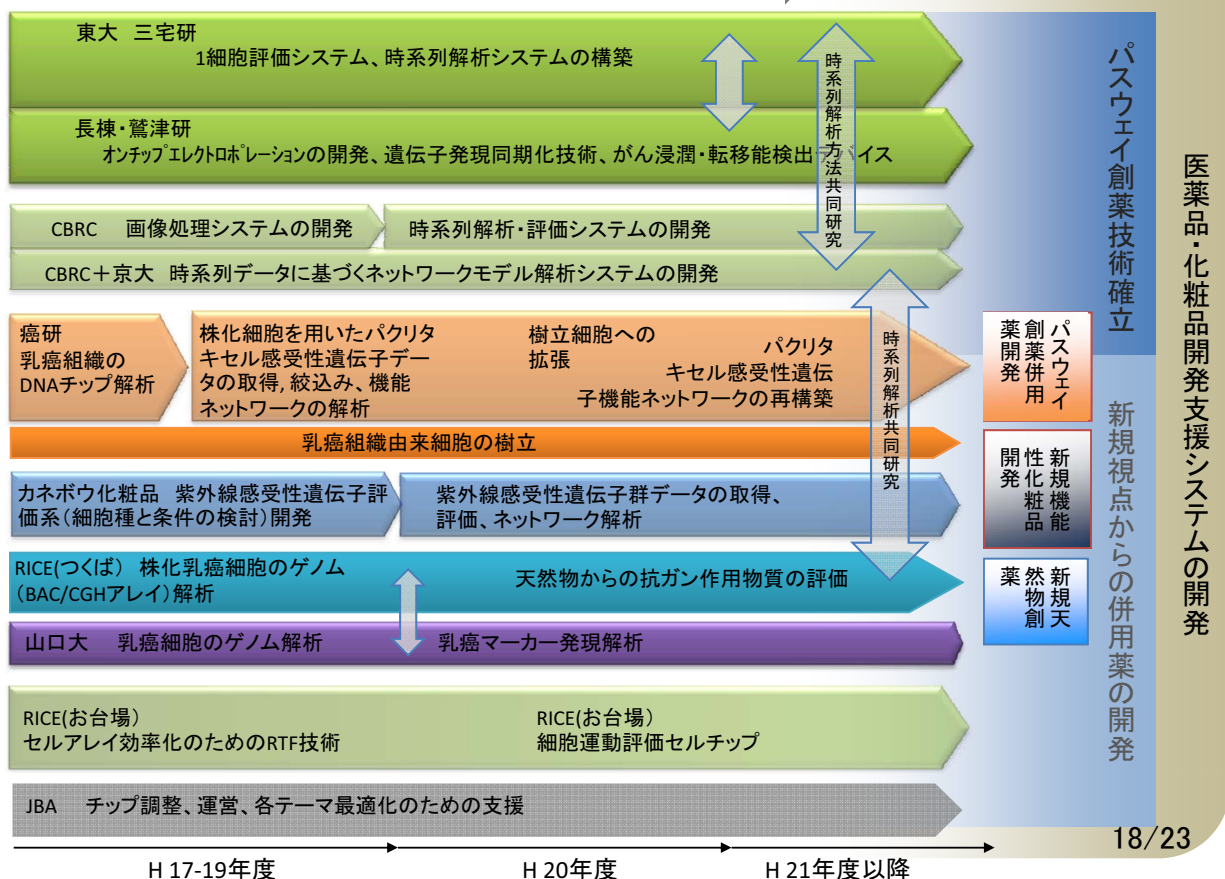 東大 三宅研
1細胞評価システム、時系列解析システムの構築
長棟・鷲津研
オンチップエレクトロポレーションの開発、遺伝子発現同期化技術、がん浸潤・転移能検出デバイス
時系列解析方法共同研究
CBRC 画像処理システムの開発
時系列解析・評価システムの開発
CBRC+京大 時系列データに基づくネットワークモデル解析システムの開発
癌研
乳癌組織の
DNAチップ解析
株化細胞を用いたパクリタ
キセル感受性遺伝子デー
タの取得,絞込み、機能
ネットワークの解析
樹立細胞への
拡張
パクリタ
キセル感受性遺伝
子機能ネットワークの再構築
時系列解析共同研究
乳癌組織由来細胞の樹立
カネボウ化粧品 紫外線感受性遺伝子評
価系(細胞種と条件の検討)開発
紫外線感受性遺伝子群データの取得、
評価、ネットワーク解析
RICE(つくば) 株化乳癌細胞のゲノム
(BAC/CGHアレイ)解析
天然物からの抗ガン作用物質の評価
山口大 乳癌細胞のゲノム解析
乳癌マーカー発現解析
RICE(お台場)
セルアレイ効率化のためのRTF技術
RICE(お台場)
細胞運動評価セルチップ
JBA チップ調整、運営、各テーマ最適化のための支援
パスウェイ
創薬併用
薬開発
新規機能
性化粧品
開発
新規天
然物創
薬
パスウェイ創薬技術確立
新規視点からの併用薬の開発
医薬品・化粧品開発支援システムの開発
18/23
H 17-19年度
H 20年度
H 21年度以降